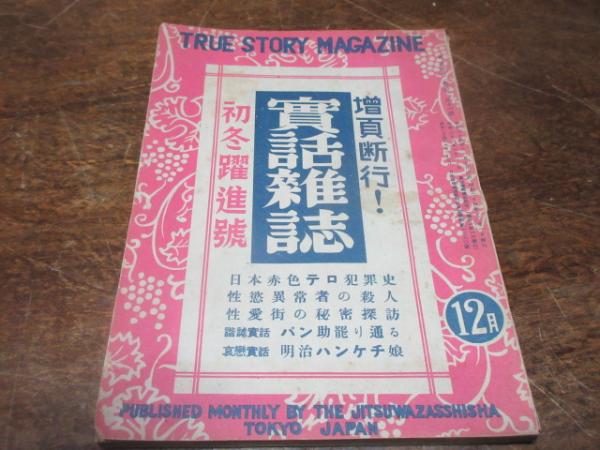 TRUE STORY MAGAZINE
增頁断行!
實話雑誌
初冬躍進號
日本赤色テロ犯罪史
性慾異常者の殺人
性愛街の秘密探訪
諧謔實話 パン助罷り通る
哀戀實話 明治ハンケチ娘
12月
PUBLISHED MONTHLY BY THE JITSUWAZASSHISHA
TOKYO JAPAN